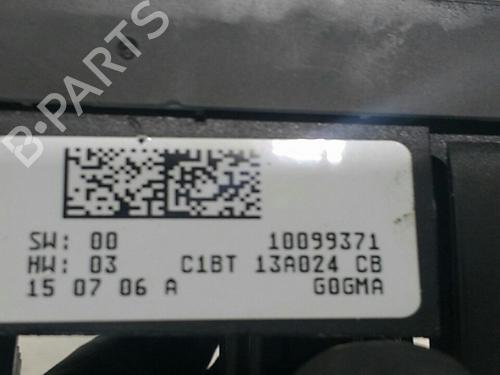 B-PARTS
SW: 00 10099371
HW: 03 C1BT 13A024 CB
15 07 06 A GOGMA